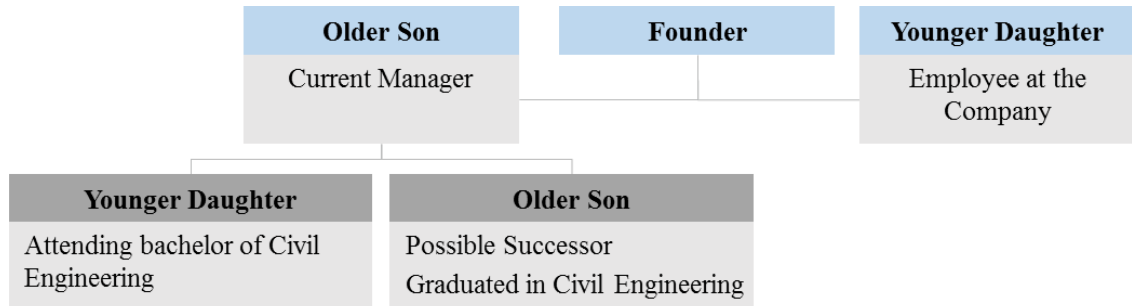 Older Son
Current Manager
Founder
Younger Daughter
Employee at the
Company
Younger Daughter
Attending bachelor of Civil
Engineering
Older Son
Possible Successor
Graduated in Civil Engineering